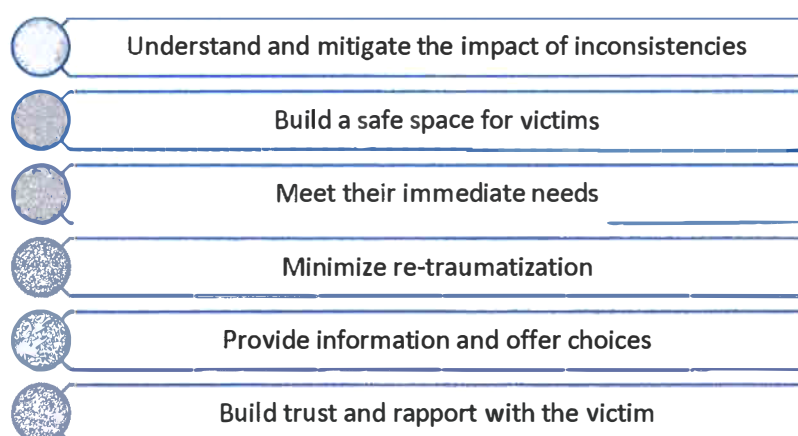 Understand and mitigate the impact of inconsistencies
Build a safe space for victims
Meet their immediate needs
Minimize re-traumatization
Provide information and offer choices
Build trust and rapport with the victim